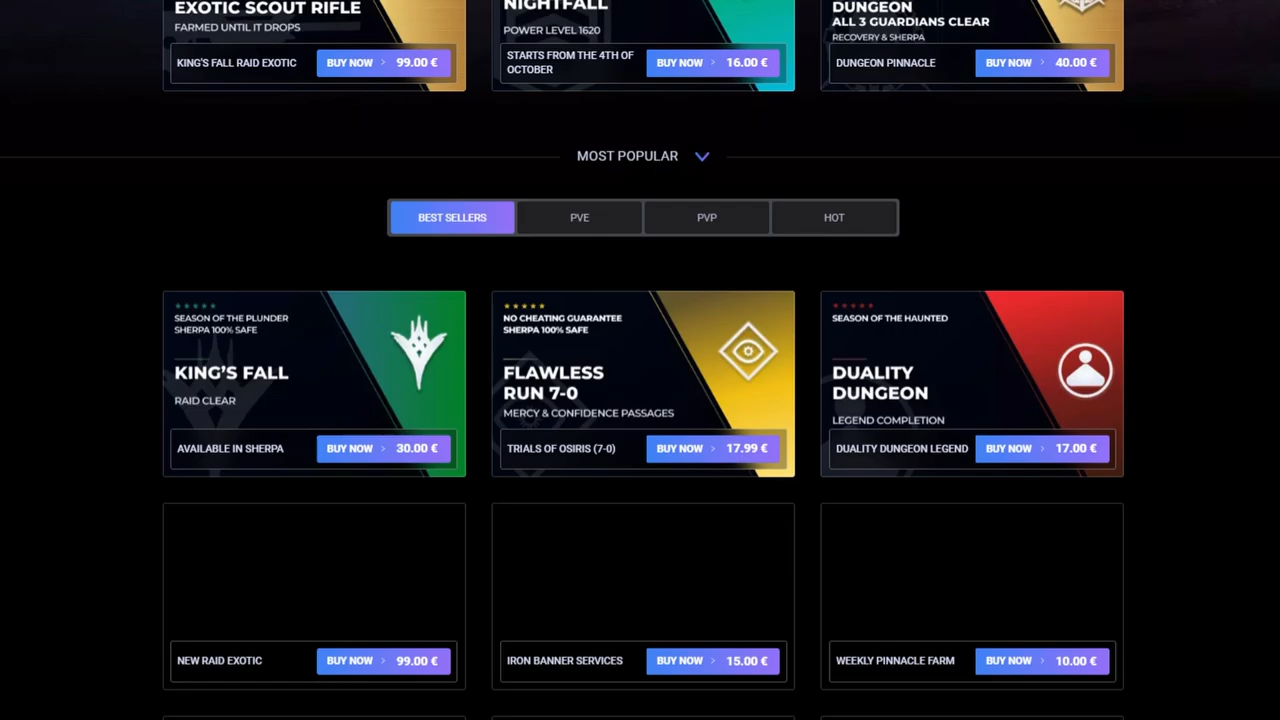 EXOTIC SCOUT RIFLE
FARMED UNTIL IT DROPS
KING'S FALL RAID EXOTIC
BUY NOW > 99.00 €
NIGHTFALL
POWER LEVEL 1620
STARTS FROM THE 4TH OF
OCTOBER
BUY NOW > 16.00 €
DUNGEON
ALL 3 GUARDIANS CLEAR
RECOVERY & SHERPA
DUNGEON PINNACLE
BUY NOW > 40.00 €
MOST POPULAR
BEST SELLERS
PVE
PVP
HOT
SEASON OF THE PLUNDER
SHERPA 100% SAFE
KING'S FALL
RAID CLEAR
AVAILABLE IN SHERPA
BUY NOW > 30.00 €
NO CHEATING GUARANTEE
SHERPA 100% SAFE
FLAWLESS
RUN 7-0
MERCY & CONFIDENCE PASSAGES
TRIALS OF OSIRIS (7-0)
BUY NOW > 17.99 €
SEASON OF THE HAUNTED
DUALITY
DUNGEON
LEGEND COMPLETION
DUALITY DUNGEON LEGEND
BUY NOW > 17.00 €
NEW RAID EXOTIC
BUY NOW > 99.00 €
IRON BANNER SERVICES
BUY NOW > 15.00 €
WEEKLY PINNACLE FARM
BUY NOW > 10.00 €